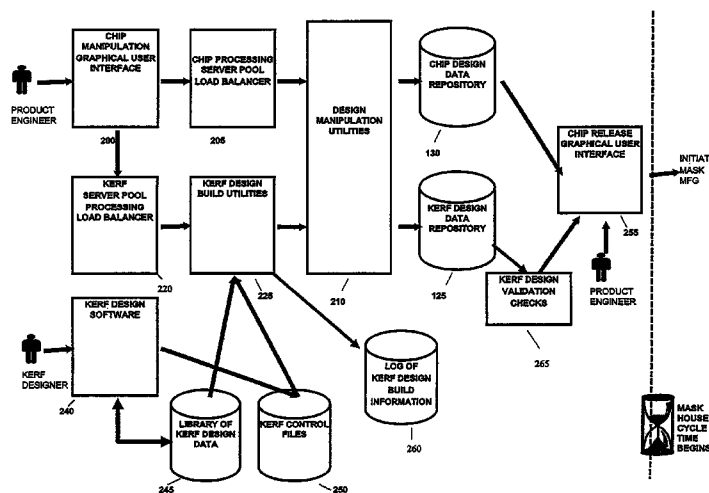 CHIP
MANIPULATION
GRAPHICAL USER
INTERFACE
CHIP PROCESSING
SERVER POOL
LOAD BALANCER
DESIGN
MANIPULATION
UTILITIES
CHIP DESIGN
DATA
REPOSITORY
CHIP RELEASE
GRAPHICAL USER
INTERFACE
INITIAT
MASK
MFG
PRODUCT
ENGINEER
200
205
130
KERF
SERVER POOL
PROCESSING
LOAD BALANCER
KERF DESIGN
BUILD UTILITIES
KERF DESIGN
DATA
REPOSITORY
255
220
225
210
125
KERF DESIGN
VALIDATION
CHECKS
PRODUCT
ENGINEER
265
KERF DESIGN
SOFTWARE
KERF
DESIGNER
240
LOG OF
KERF DESIGN
BUILD
INFORMATION
260
LIBRARY OF
KERF DESIGN
DATA
245
KERF CONTROL
FILES
250
MASK
HOUSE
CYCLE
TIME
BEGINS